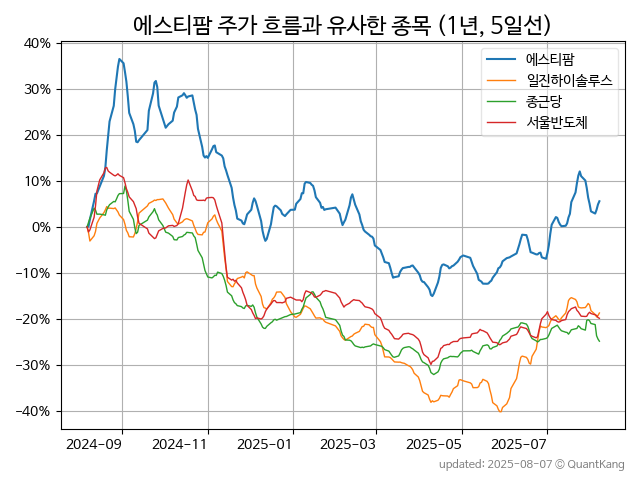 에스티팜 주가 흐름과 유사한 종목 (1년, 5일선)
40%
30%
20%
10%
0%
−10%
−20%
−30%
−40%
에스티팜
일진하이솔루스
종근당
서울반도체
2024-09 2024-11 2025-01 2025-03 2025-05 2025-07
updated: 2025-08-07 © QuantKang